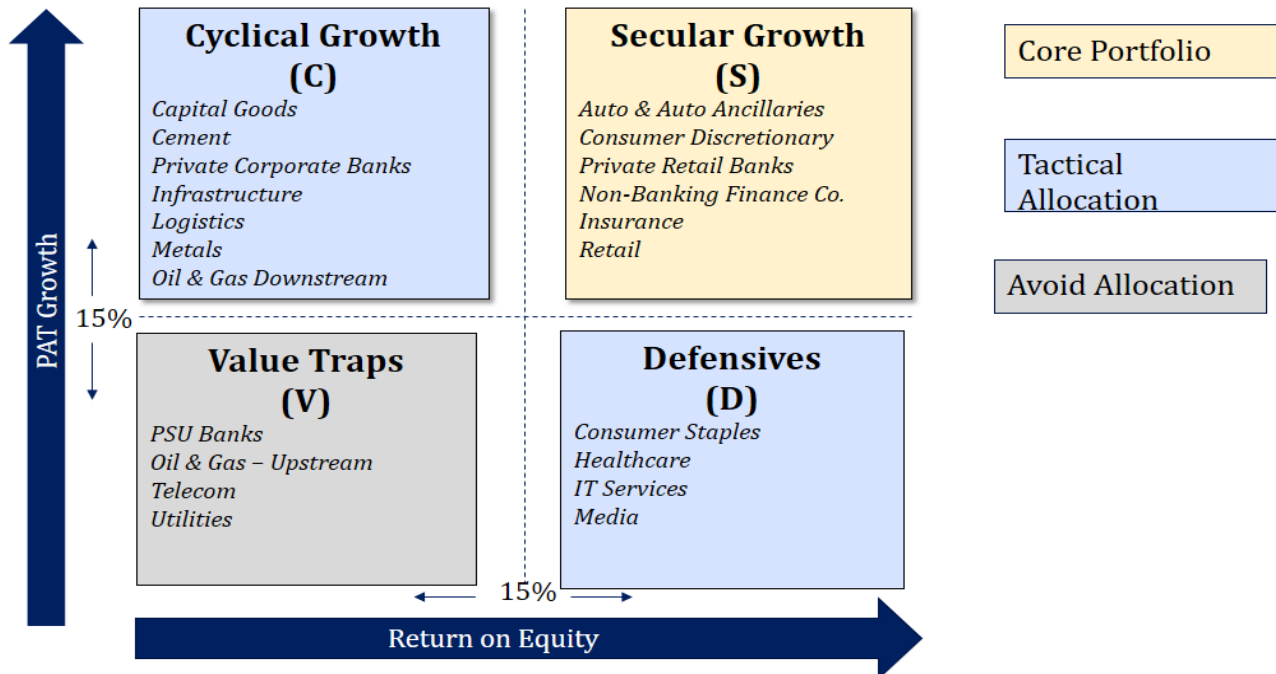 Cyclical Growth
(C)
Capital Goods
Cement
Private Corporate Banks
Infrastructure
Logistics
Metals
Oil & Gas Downstream
Secular Growth
(S)
Auto & Auto Ancillaries
Consumer Discretionary
Private Retail Banks
Non-Banking Finance Co.
Insurance
Retail
Core Portfolio
Tactical
Allocation
Avoid Allocation
PAT Growth
15%
Value Traps
(V)
PSU Banks
Oil & Gas – Upstream
Telecom
Utilities
Defensives
(D)
Consumer Staples
Healthcare
IT Services
Media
15%
Return on Equity